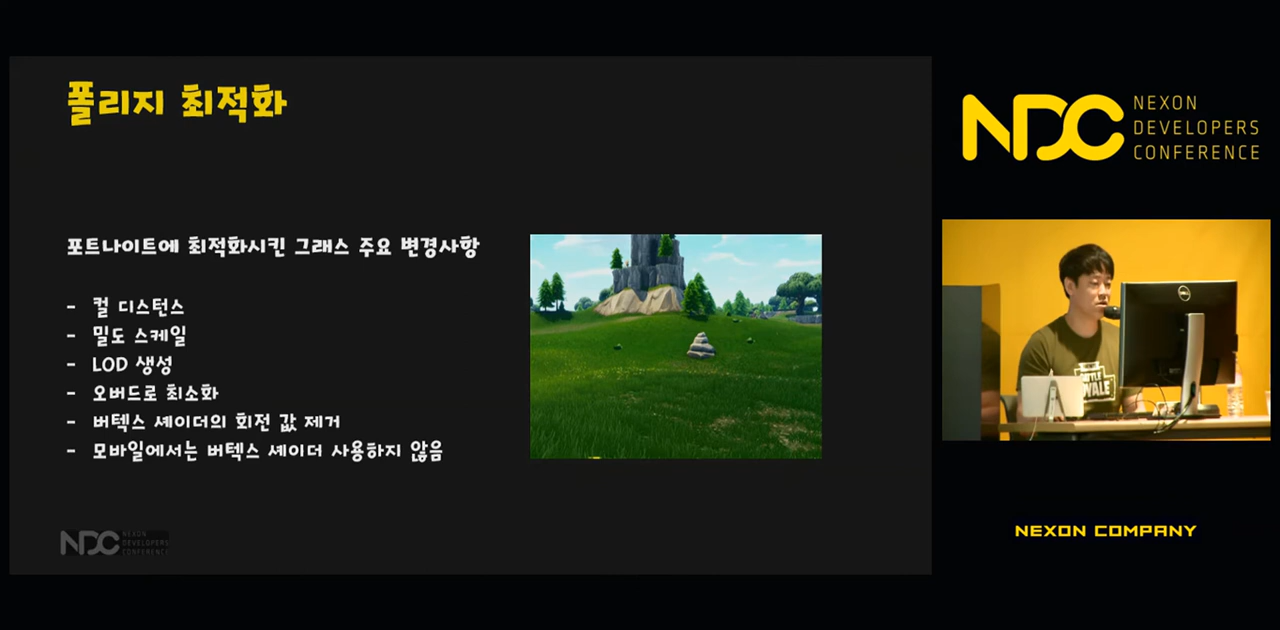 폴리지 최적화
포트나이트에 최적화시킨 그래스 주요 변경사항
- 컬 디스턴스
- 밀도 스케일
- LOD 생성
- 오버드로 최소화
- 버텍스 셰이더의 회전 값 제거
- 모바일에서는 버텍스 셰이더 사용하지 않음
NDC
NEXON
DEVELOPERS
CONFERENCE
NDC
NEXON
DEVELOPERS
CONFERENCE
DELL
NEXON COMPANY